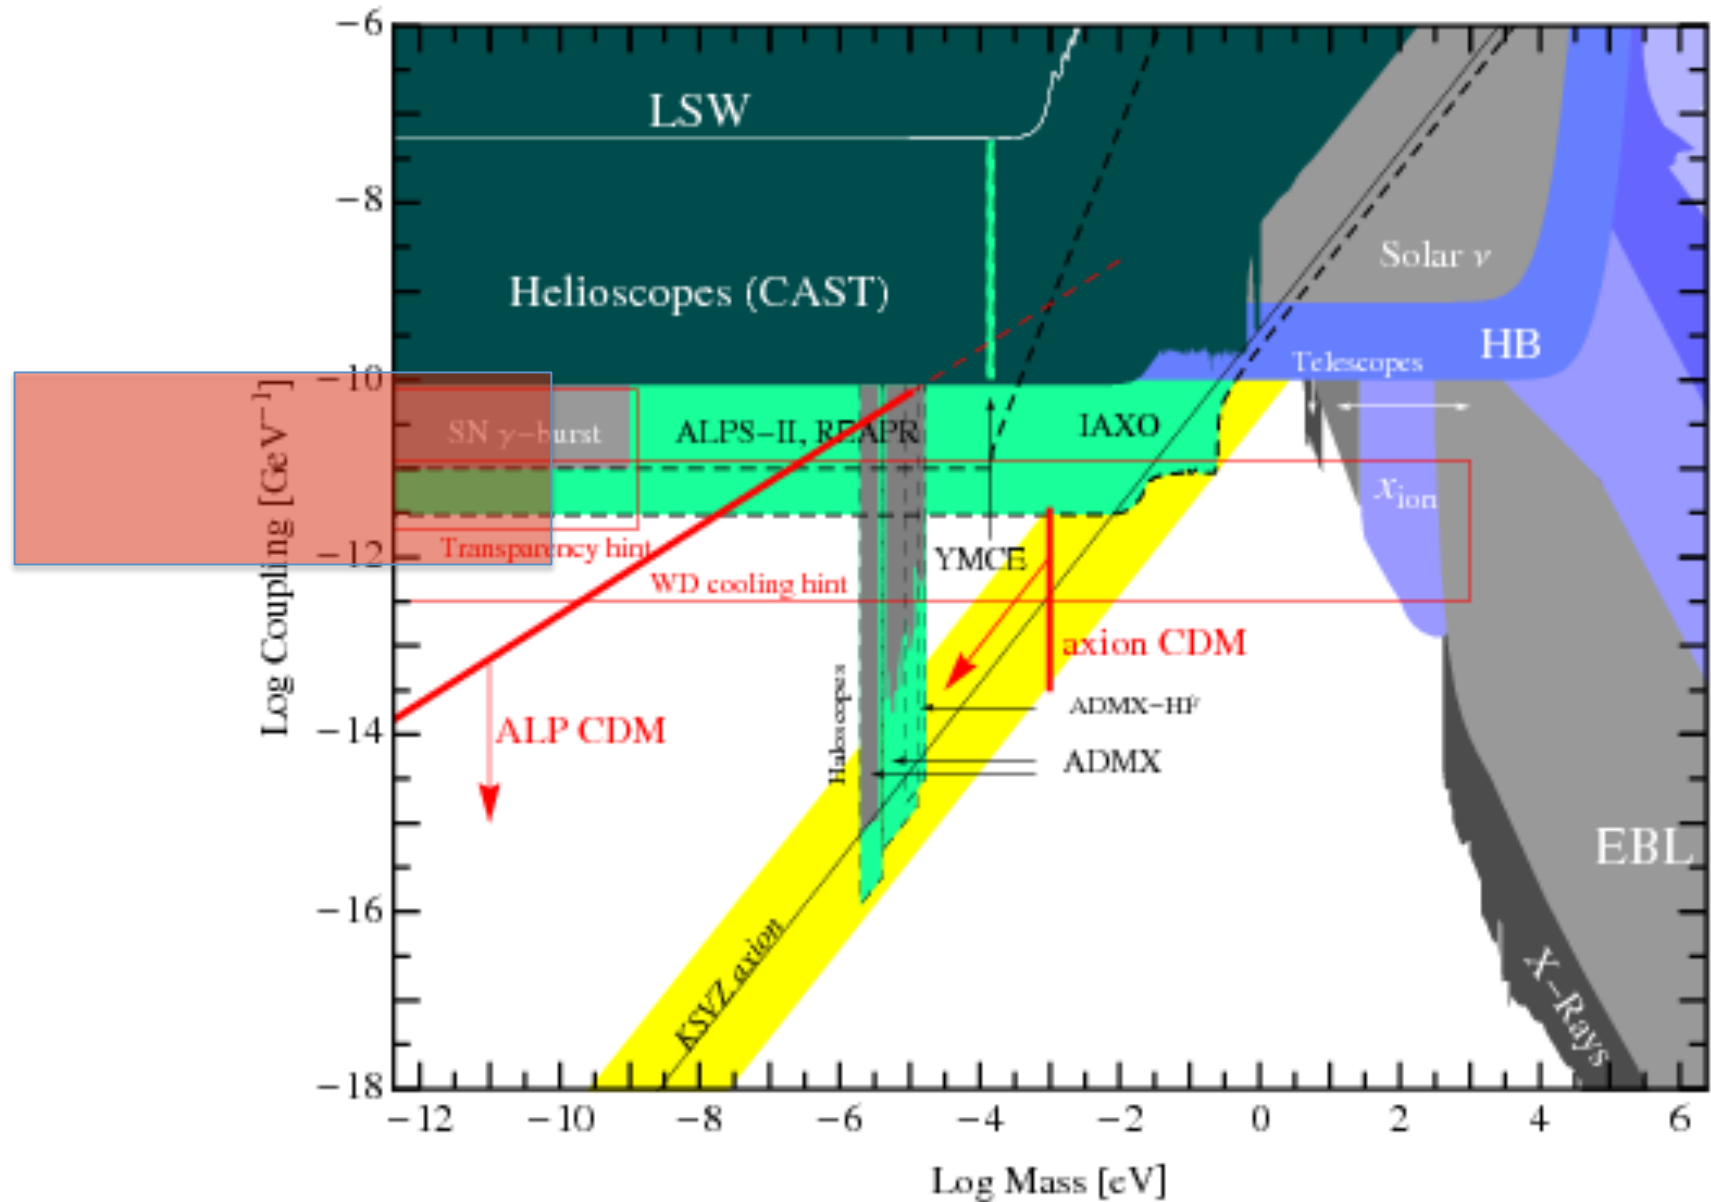 −6
LSW
−8
Solar ν
Helioscopes (CAST)
HB
Telescopes
−10
SN γ−burst
ALPS−II, REAPR
IAXO
Xion
Log Coupling [GeV−1]
−12
Transparency hint
YMCE
WD cooling hint
axion CDM
Haloscopes
ADMX−HF
−14
ALP CDM
ADMX
EBL
−16
KSVZ axion
X−Rays
−18
−12 −10 −8 −6 −4 −2 0 2 4 6
Log Mass [eV]